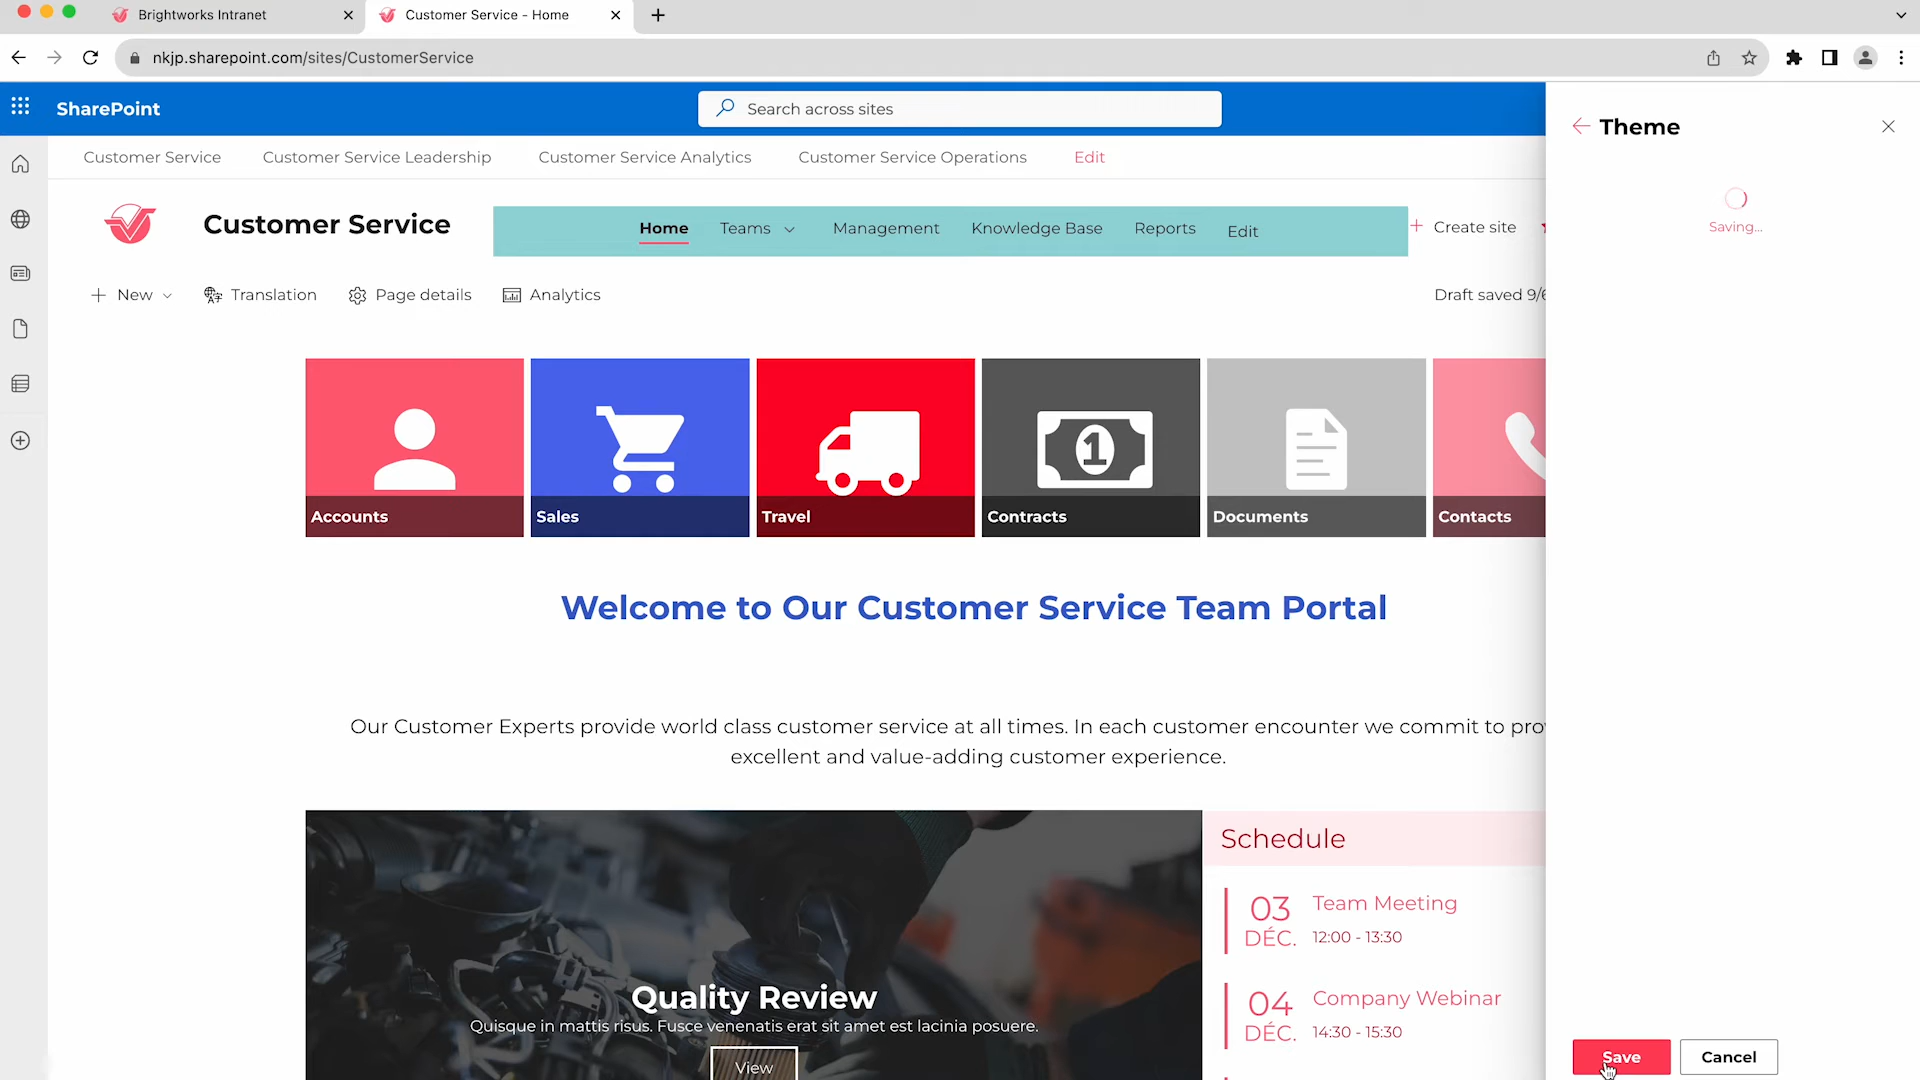 Brightworks Intranet
Customer Service - Home
nkjp.sharepoint.com/sites/CustomerService
SharePoint
Search across sites
Customer Service
Customer Service Leadership
Customer Service Analytics
Customer Service Operations
Edit
Customer Service
Home
Teams
Management
Knowledge Base
Reports
Edit
Create site
New
Translation
Page details
Analytics
Draft saved 9/6
Accounts
Sales
Travel
1
Contracts
Documents
Contacts
Welcome to Our Customer Service Team Portal
Our Customer Experts provide world class customer service at all times. In each customer encounter we commit to pro
excellent and value-adding customer experience.
Quality Review
Quisque in mattis risus. Fusce venenatis erat sit amet est lacinia posuere.
View
Schedule
03
DÉC.
Team Meeting
12:00 - 13:30
04
DÉC.
Company Webinar
14:30 - 15:30
Theme
Saving...
Save
Cancel